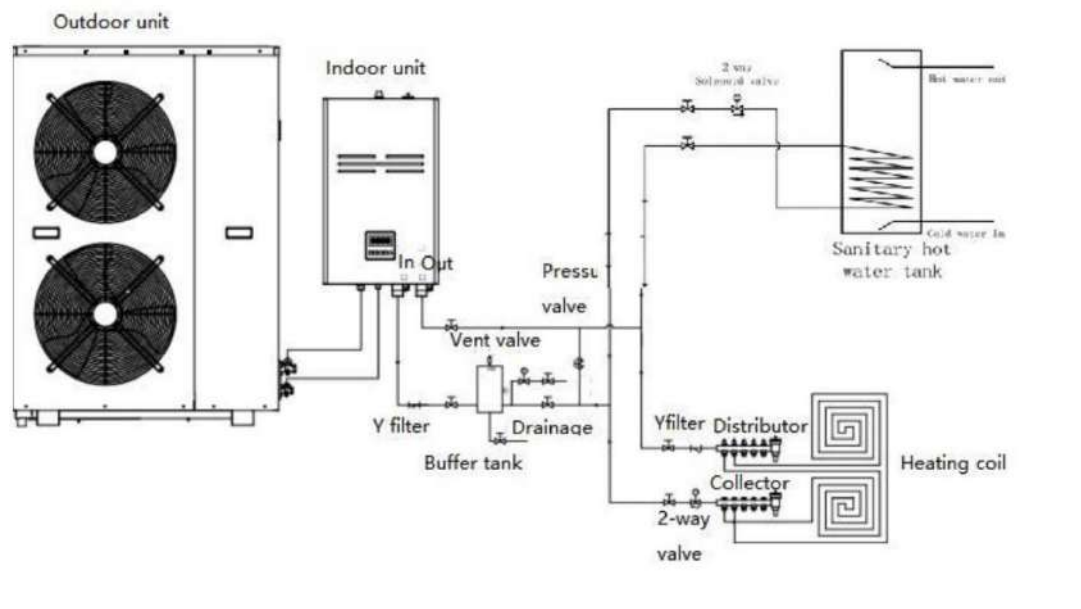 Outdoor unit
Indoor unit
2 way
Solenoid valve
Hot water out
In Out
Cold water In
Sanitary hot
water tank
Pressu
valve
Vent valve
Y filter
Drainage
Yfilter Distributor
Buffer tank
Heating coil
Collector
2-way
valve